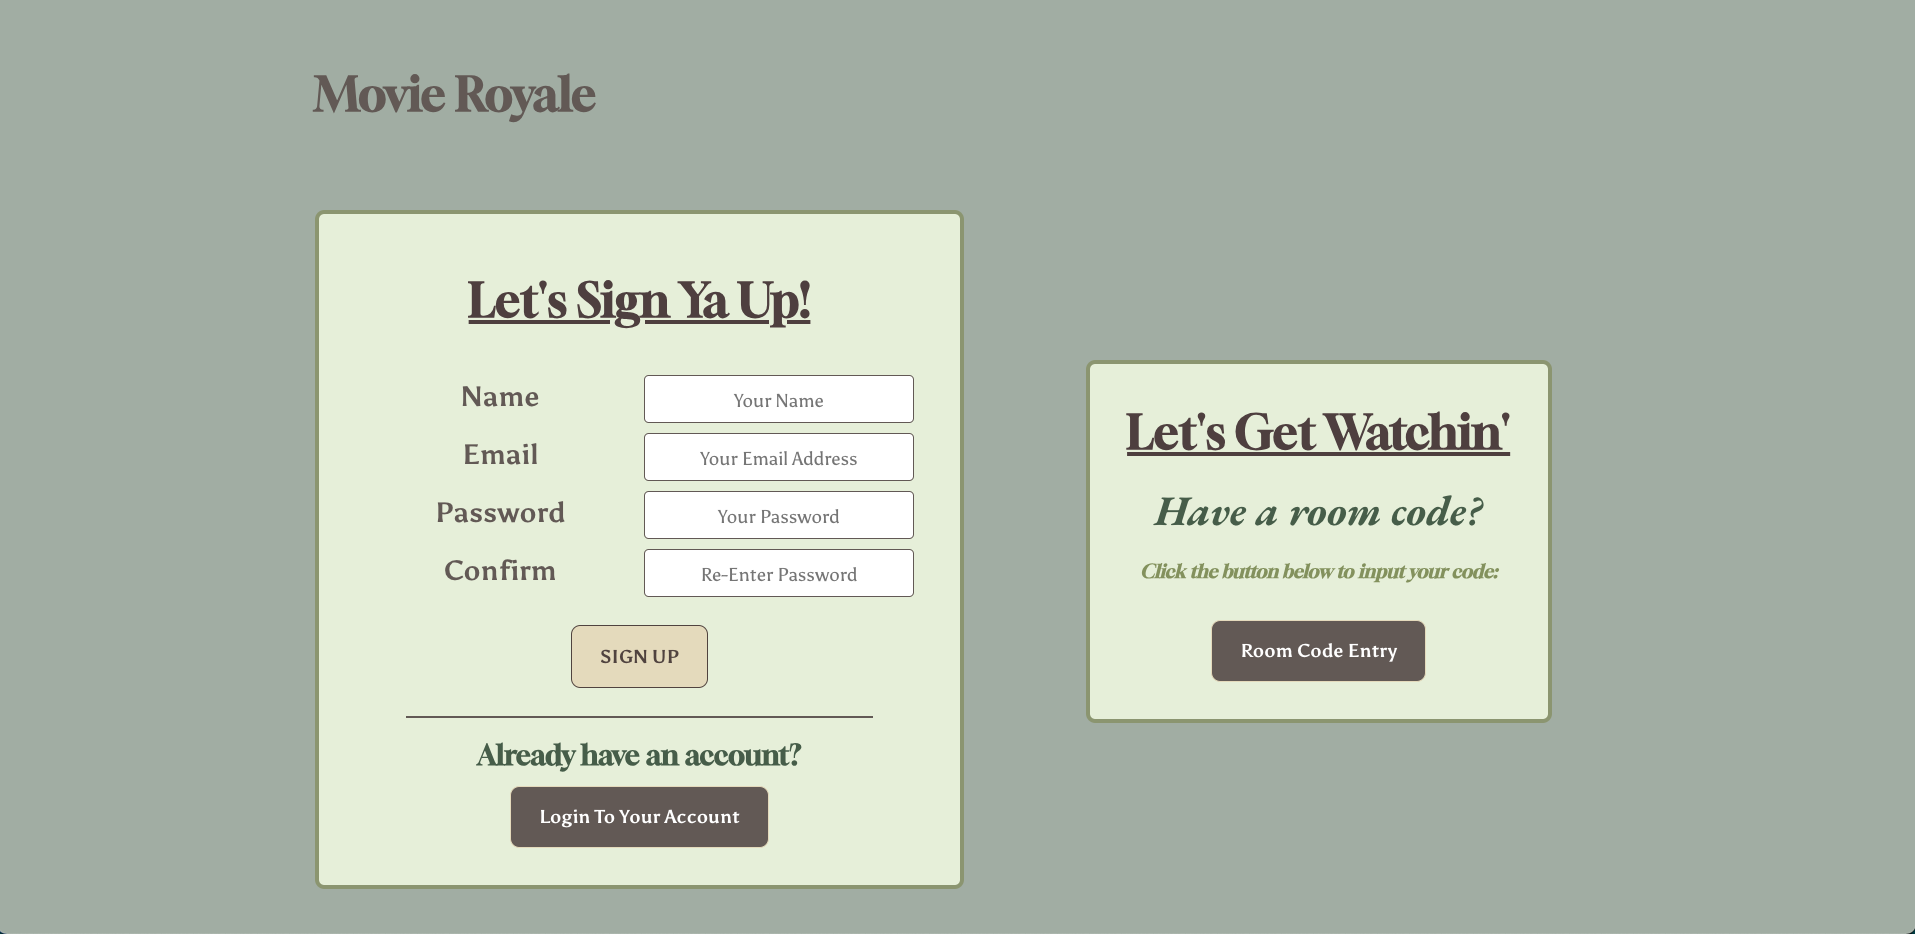 Movie Royale
Let's Sign Ya Up!
Name
Your Name
Email
Your Email Address
Password
Your Password
Confirm
Re-Enter Password
SIGN UP
Already have an account?
Login To Your Account
Let's Get Watchin'
Have a room code?
Click the button below to input your code:
Room Code Entry